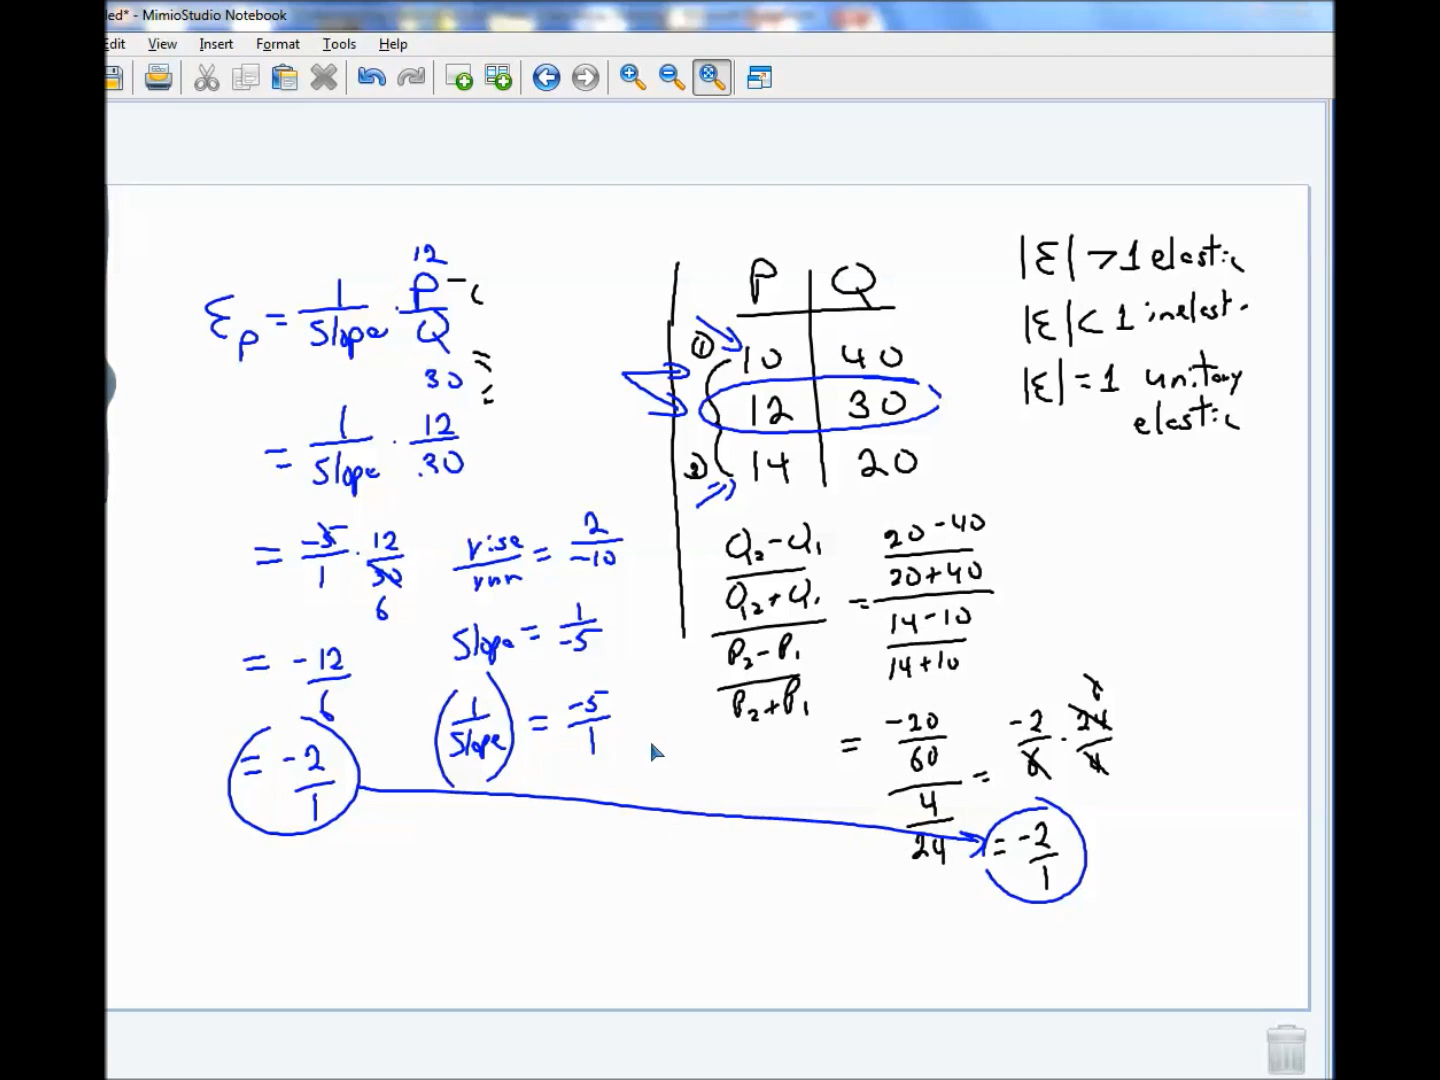 ed* - MimioStudio Notebook
Edit View Insert Format Tools Help
12
Ɛp = 1/Slope · P/Q
30
= 1/Slope · 12/30
= -5/1 · 12/30
6
rise/run = 2/-10
Slope = 1/-5
= -12/6
(1/Slope) = -5/1
= -2/1
P | Q
① 10 | 40
12 | 30
② 14 | 20
|Ɛ| > 1 elastic
|Ɛ| < 1 inelast.
|Ɛ| = 1 unitary
elastic
Q₂-Q₁ / Q₂+Q₁ / P₂-P₁ / P₂+P₁ = 20-40 / 20+40 / 14-10 / 14+10
= -20/60 / 4/24 = -2/6 · 24/4
6
= -2/1